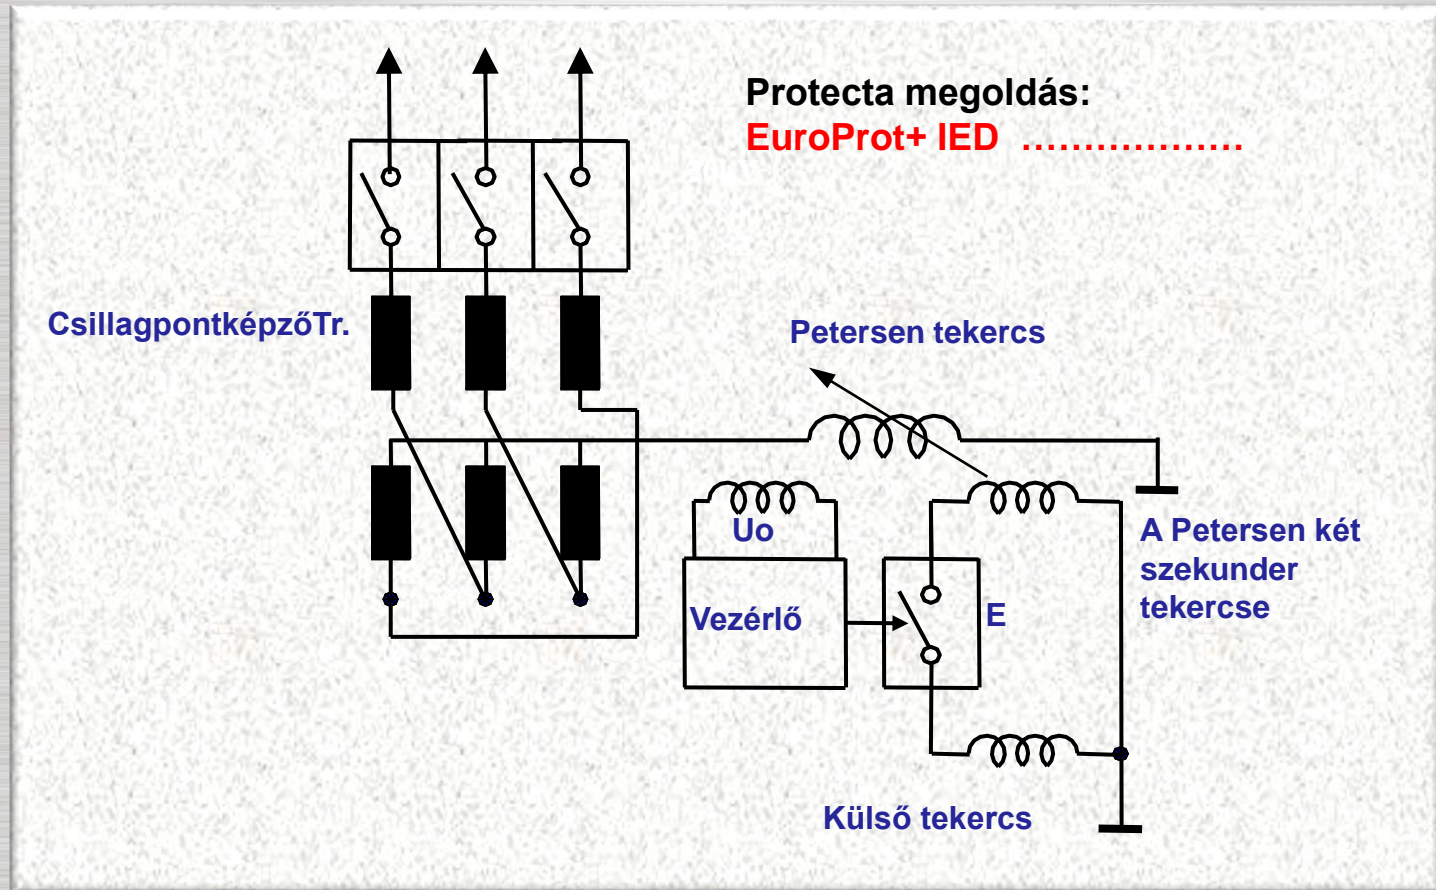 Protecta megoldás:
EuroProt+ IED ..................
CsillagpontképzőTr.
Petersen tekercs
Uo
A Petersen két
szekunder
tekercse
Vezérlő
E
Külső tekercs